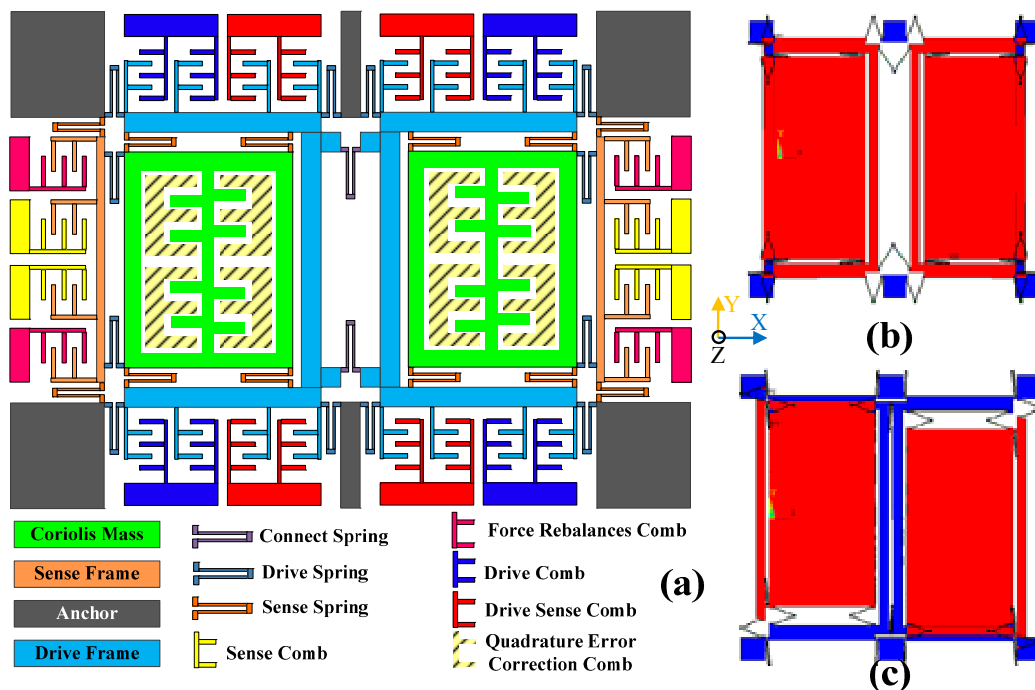 (b)
Y
X
Z
(c)
(a)
Coriolis Mass
Sense Frame
Anchor
Drive Frame
Connect Spring
Drive Spring
Sense Spring
Sense Comb
Force Rebalances Comb
Drive Comb
Drive Sense Comb
Quadrature Error
Correction Comb